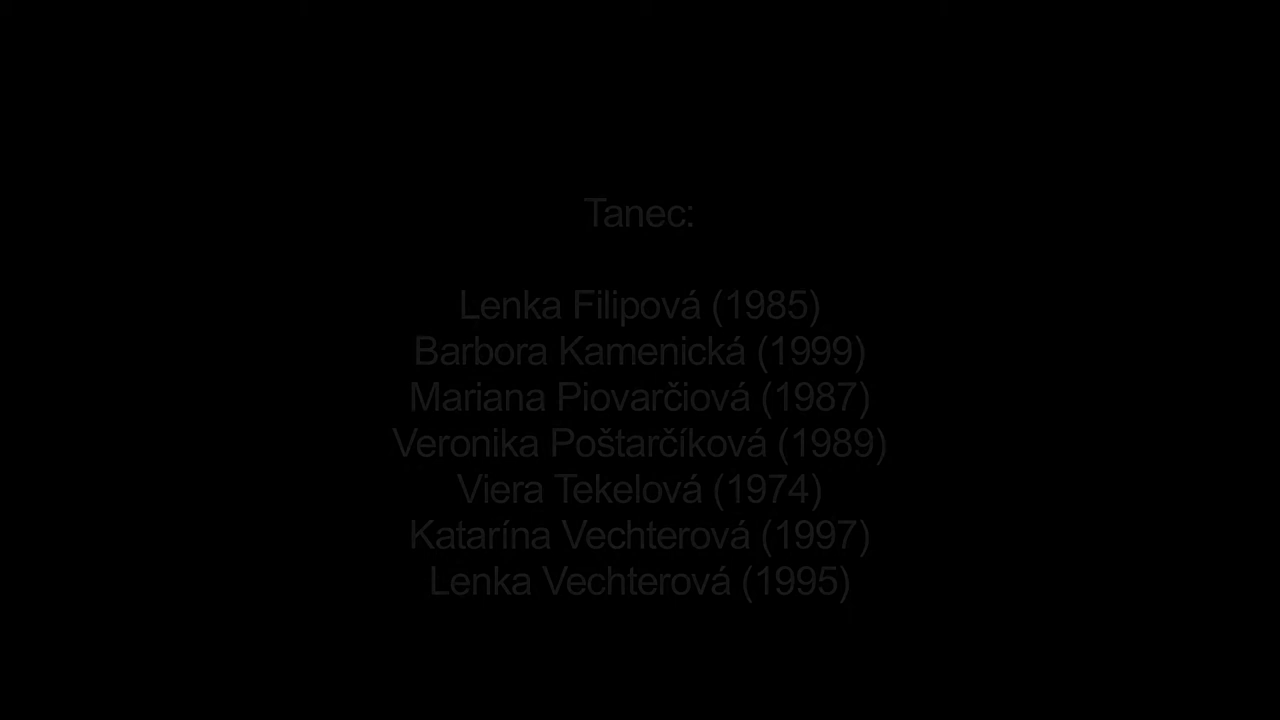 Tanec:
Lenka Filipová (1985)
Barbora Kamenická (1999)
Mariana Piovarčiová (1987)
Veronika Poštarčíková (1989)
Viera Tekelová (1974)
Katarína Vechterová (1997)
Lenka Vechterová (1995)